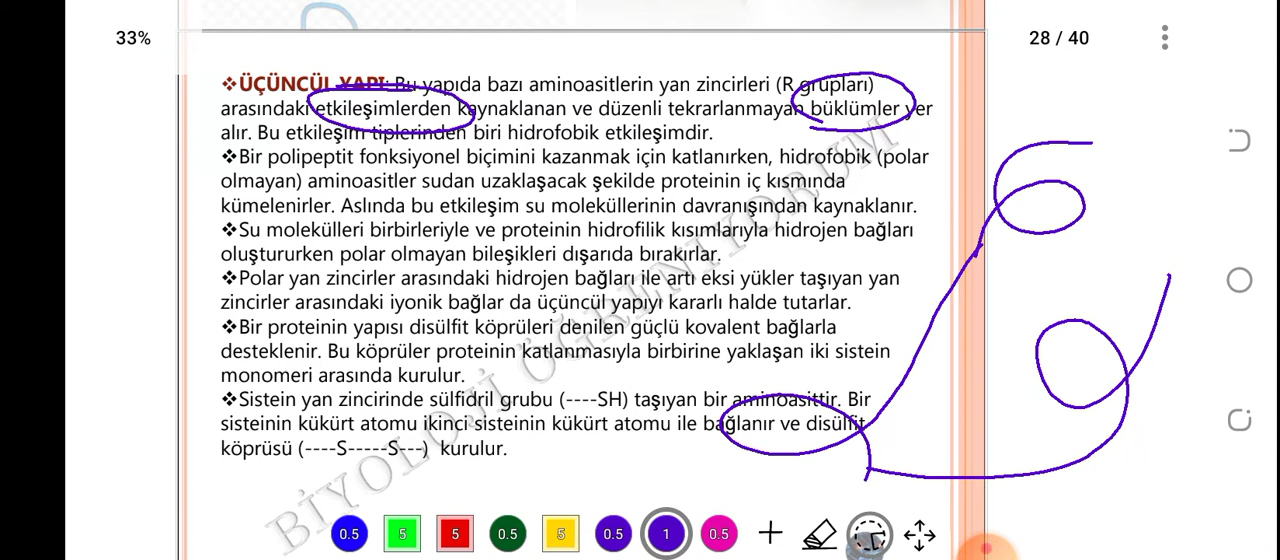 33%
28 / 40
❖ÜÇÜNCÜL YAPI: Bu yapıda bazı aminoasitlerin yan zincirleri (R grupları)
arasındaki etkileşimlerden kaynaklanan ve düzenli tekrarlanmayan büklümler yer
alır. Bu etkileşim tiplerinden biri hidrofobik etkileşimdir.
❖Bir polipeptit fonksiyonel biçimini kazanmak için katlanırken, hidrofobik (polar
olmayan) aminoasitler sudan uzaklaşacak şekilde proteinin iç kısmında
kümelenirler. Aslında bu etkileşim su moleküllerinin davranışından kaynaklanır.
❖Su molekülleri birbirleriyle ve proteinin hidrofilik kısımlarıyla hidrojen bağları
oluştururken polar olmayan bileşikleri dışarıda bırakırlar.
❖Polar yan zincirler arasındaki hidrojen bağları ile artı eksi yükler taşıyan yan
zincirler arasındaki iyonik bağlar da üçüncül yapıyı kararlı halde tutarlar.
❖Bir proteinin yapısı disülfit köprüleri denilen güçlü kovalent bağlarla
desteklenir. Bu köprüler proteinin katlanmasıyla birbirine yaklaşan iki sistein
monomeri arasında kurulur.
❖Sistein yan zincirinde sülfidril grubu (----SH) taşıyan bir aminoasittir. Bir
sisteinin kükürt atomu ikinci sisteinin kükürt atomu ile bağlanır ve disülfit
köprüsü (----S-----S---) kurulur.
BİYOLOJİ ÖĞRENİYORUM
0.5 5 5 0.5 5 0.5 1 0.5